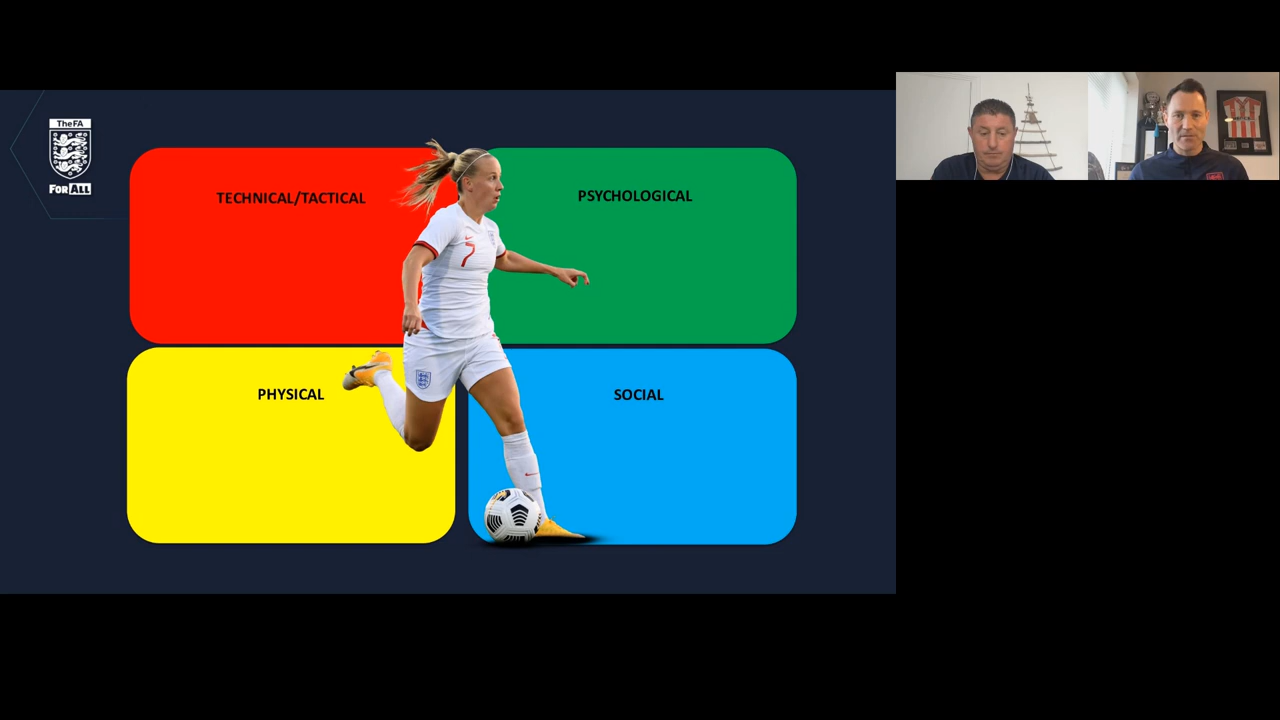 TheFA
FOR ALL
TECHNICAL/TACTICAL
PSYCHOLOGICAL
7
PHYSICAL
SOCIAL